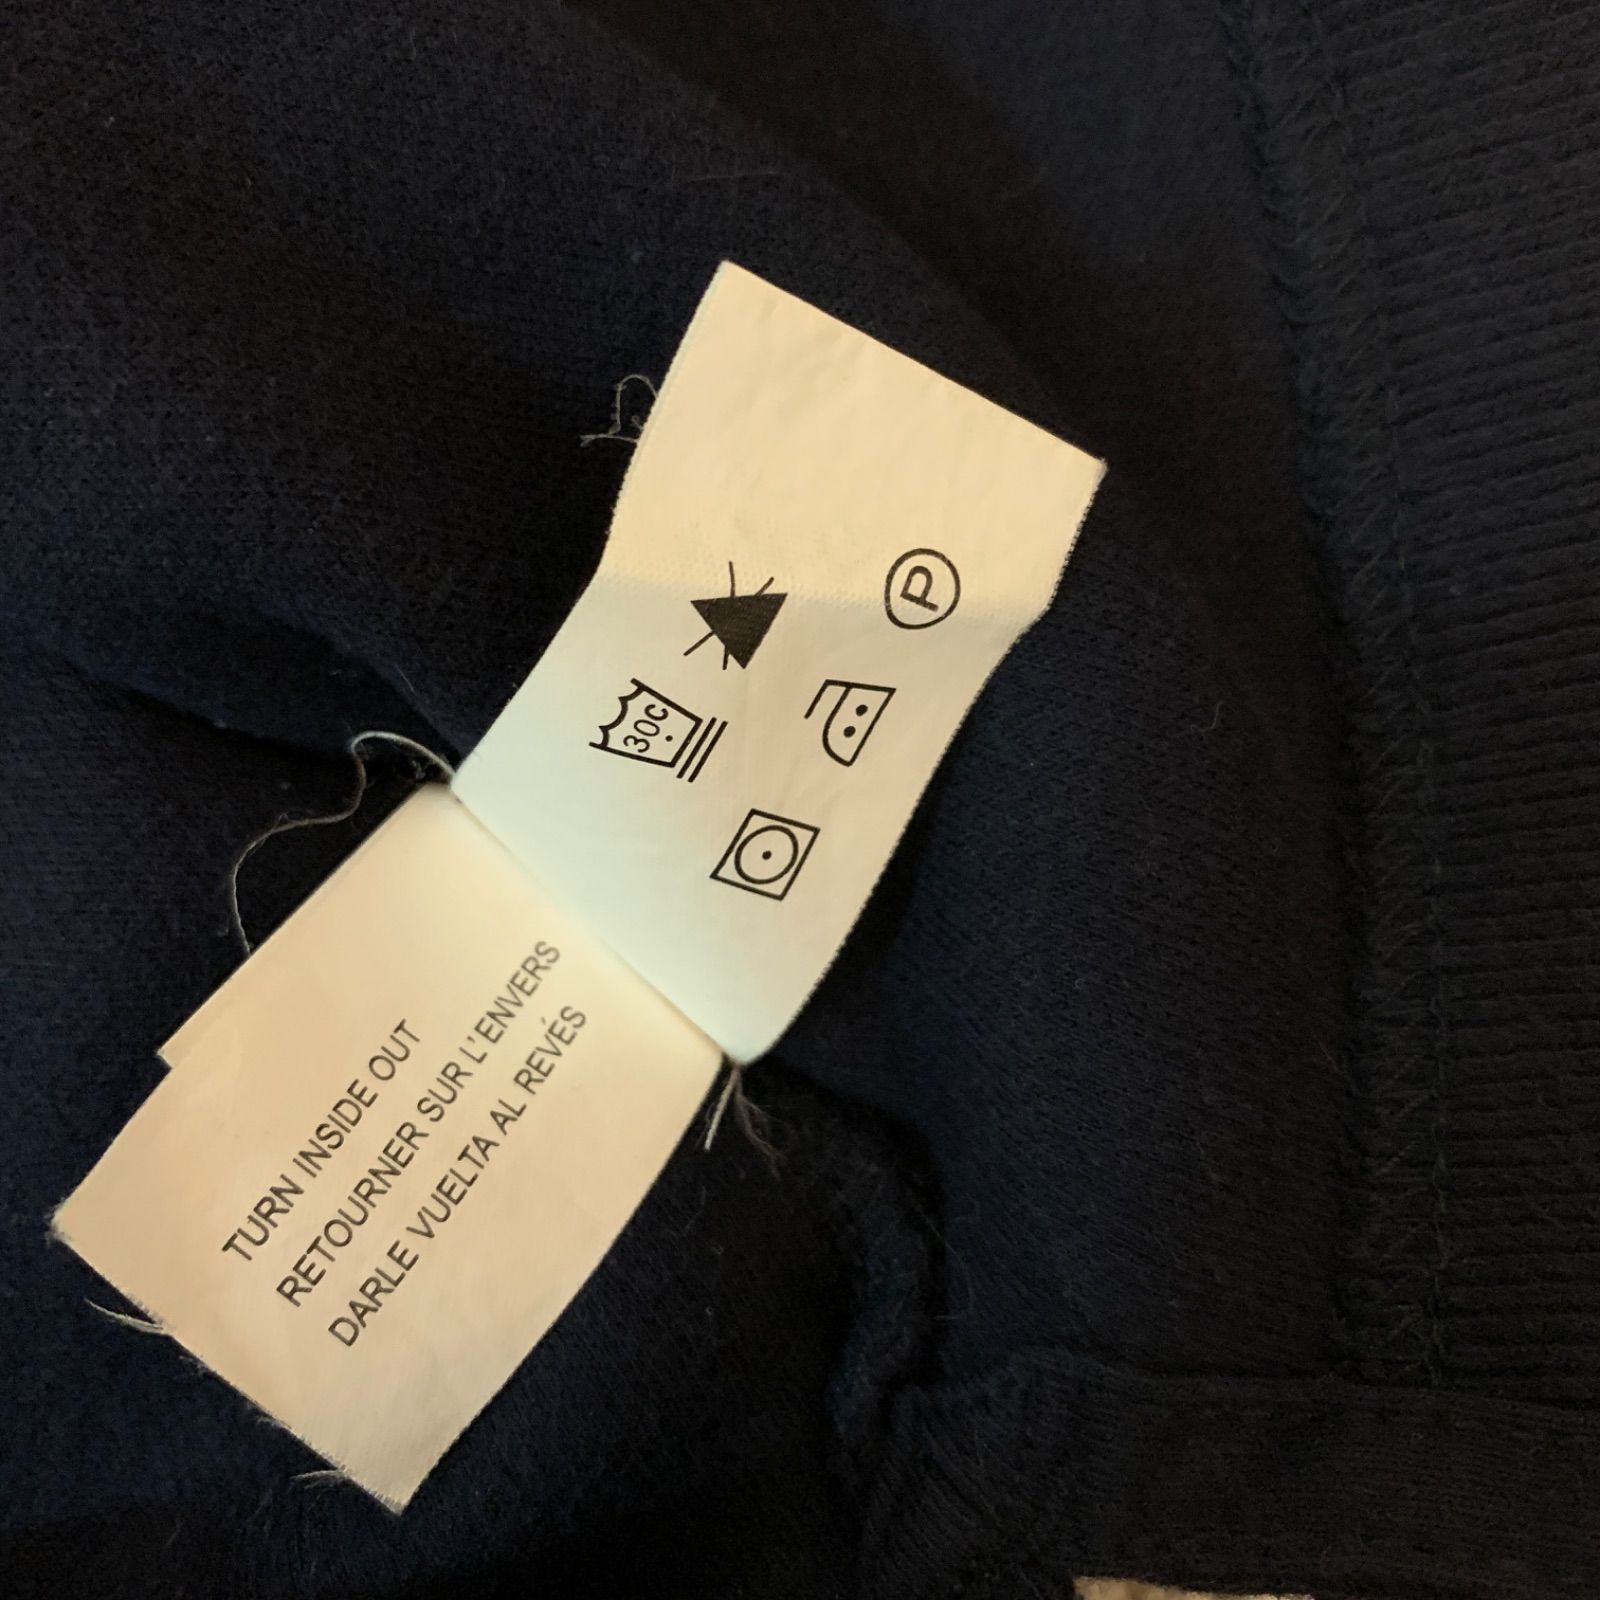 30C
P
TURN INSIDE OUT
RETOURNER SUR L'ENVERS
DARLE VUELTA AL REVÉS